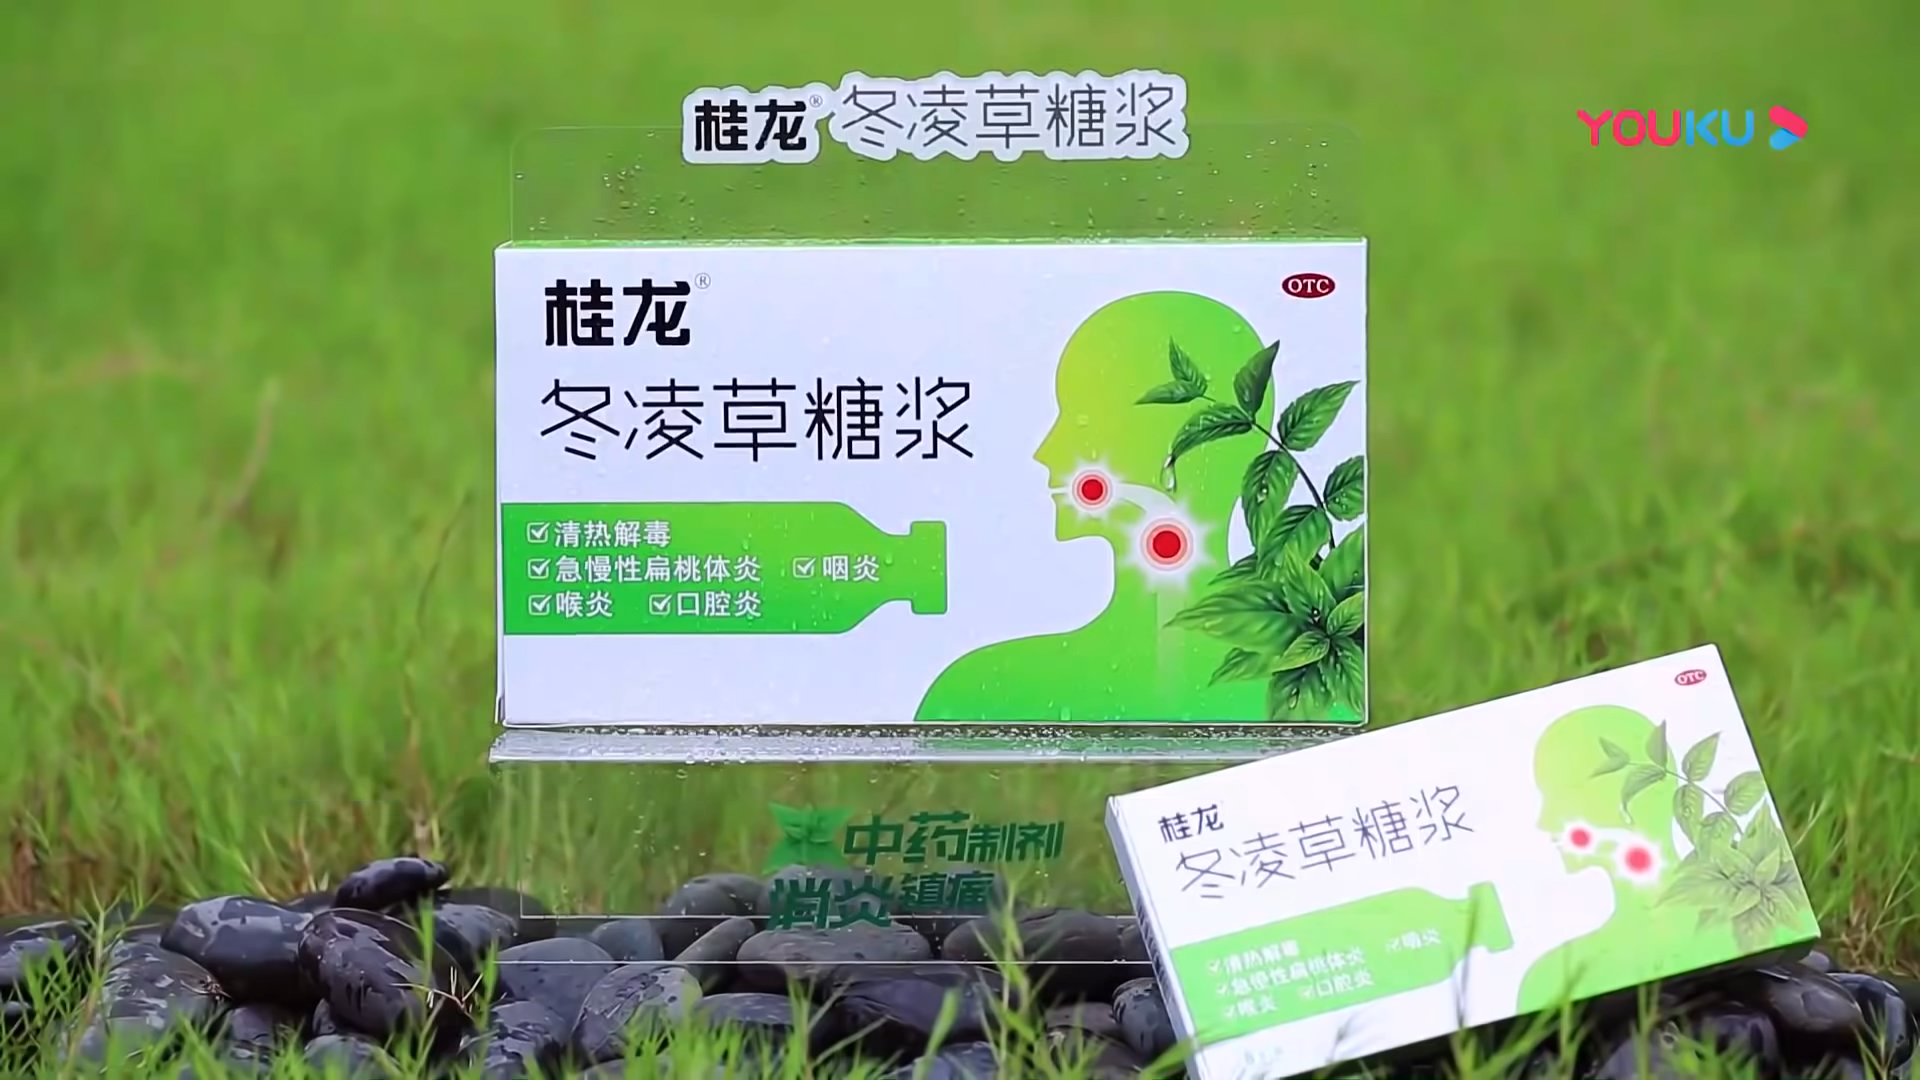 桂龙® 冬凌草糖浆
YOUKU
桂龙®
OTC
冬凌草糖浆
清热解毒
急慢性扁桃体炎 咽炎
喉炎 口腔炎
中药制剂
消炎镇痛
OTC
桂龙
冬凌草糖浆
清热解毒
急慢性扁桃体炎 咽炎
喉炎 口腔炎